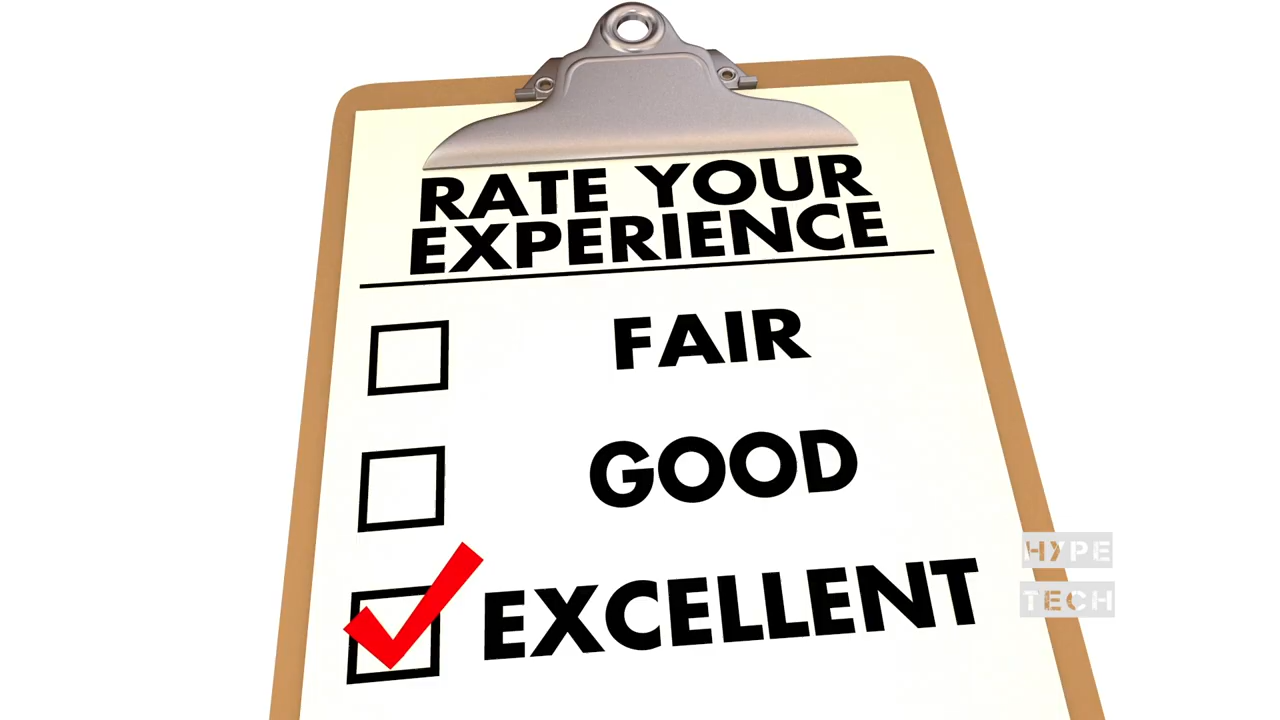 RATE YOUR
EXPERIENCE
FAIR
GOOD
EXCELLENT
HYPE
TECH